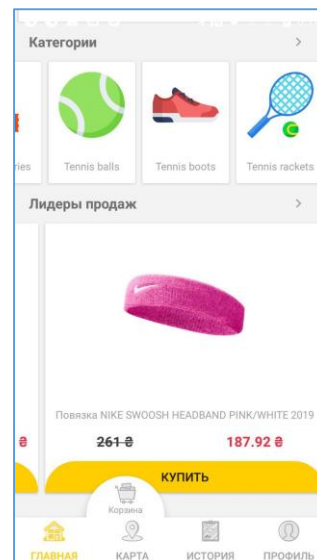 Категории >
ries Tennis balls Tennis boots Tennis rackets
Лидеры продаж >
Повязка NIKE SWOOSH HEADBAND PINK/WHITE 2019
₴ 261 ₴ 187.92 ₴
КУПИТЬ
Корзина
ГЛАВНАЯ КАРТА ИСТОРИЯ ПРОФИЛЬ